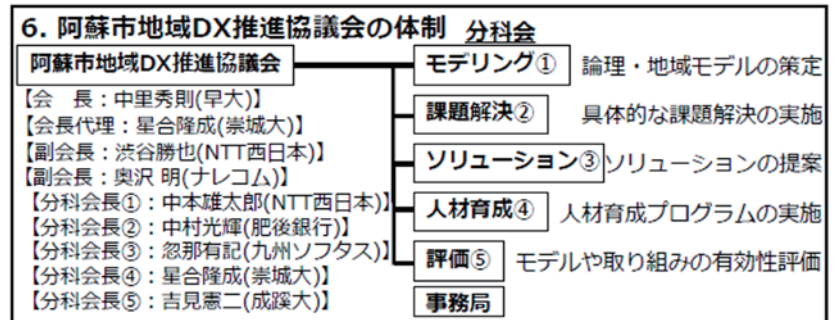 6. 阿蘇市地域DX推進協議会の体制 分科会
阿蘇市地域DX推進協議会
【会　長：中里秀則(早大)】
【会長代理：星合隆成(崇城大)】
【副会長：渋谷勝也(NTT西日本)】
【副会長：奥沢 明(ナレコム)】
【分科会長①：中本雄太郎(NTT西日本)】
【分科会長②：中村光輝(肥後銀行)】
【分科会長③：忽那有記(九州ソフタス)】
【分科会長④：星合隆成(崇城大)】
【分科会長⑤：吉見憲二(成蹊大)】
モデリング① 論理・地域モデルの策定
課題解決② 具体的な課題解決の実施
ソリューション③ ソリューションの提案
人材育成④ 人材育成プログラムの実施
評価⑤ モデルや取り組みの有効性評価
事務局